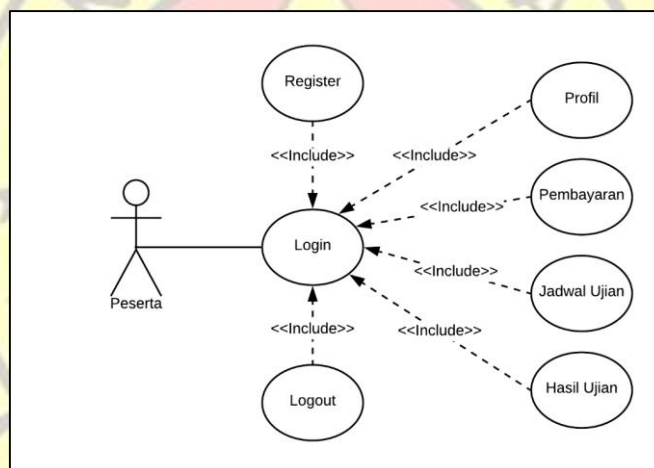 Register
Profil
<<Include>>
<<Include>>
Pembayaran
<<Include>>
Login
Peserta
<<Include>>
Jadwal Ujian
<<Include>>
<<Include>>
Hasil Ujian
Logout